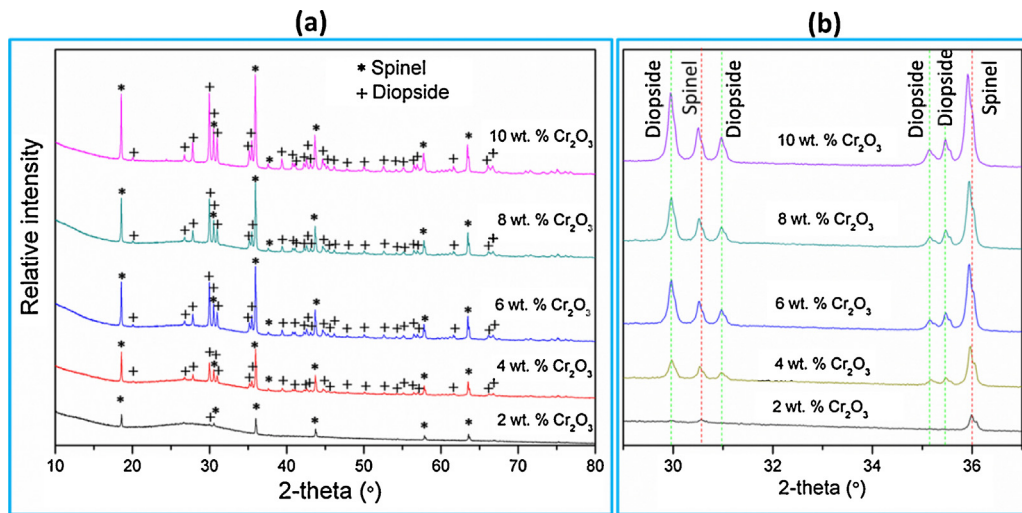 (a)
(b)
* Spinel
+ Diopside
10 wt. % Cr₂O₃
8 wt. % Cr₂O₃
6 wt. % Cr₂O₃
4 wt. % Cr₂O₃
2 wt. % Cr₂O₃
Relative intensity
10 20 30 40 50 60 70 80
2-theta (°)
Diopside
Spinel
Diopside
Diopside
Diopside
Spinel
10 wt. % Cr₂O₃
8 wt. % Cr₂O₃
6 wt. % Cr₂O₃
4 wt. % Cr₂O₃
2 wt. % Cr₂O₃
30 32 34 36
2-theta (°)